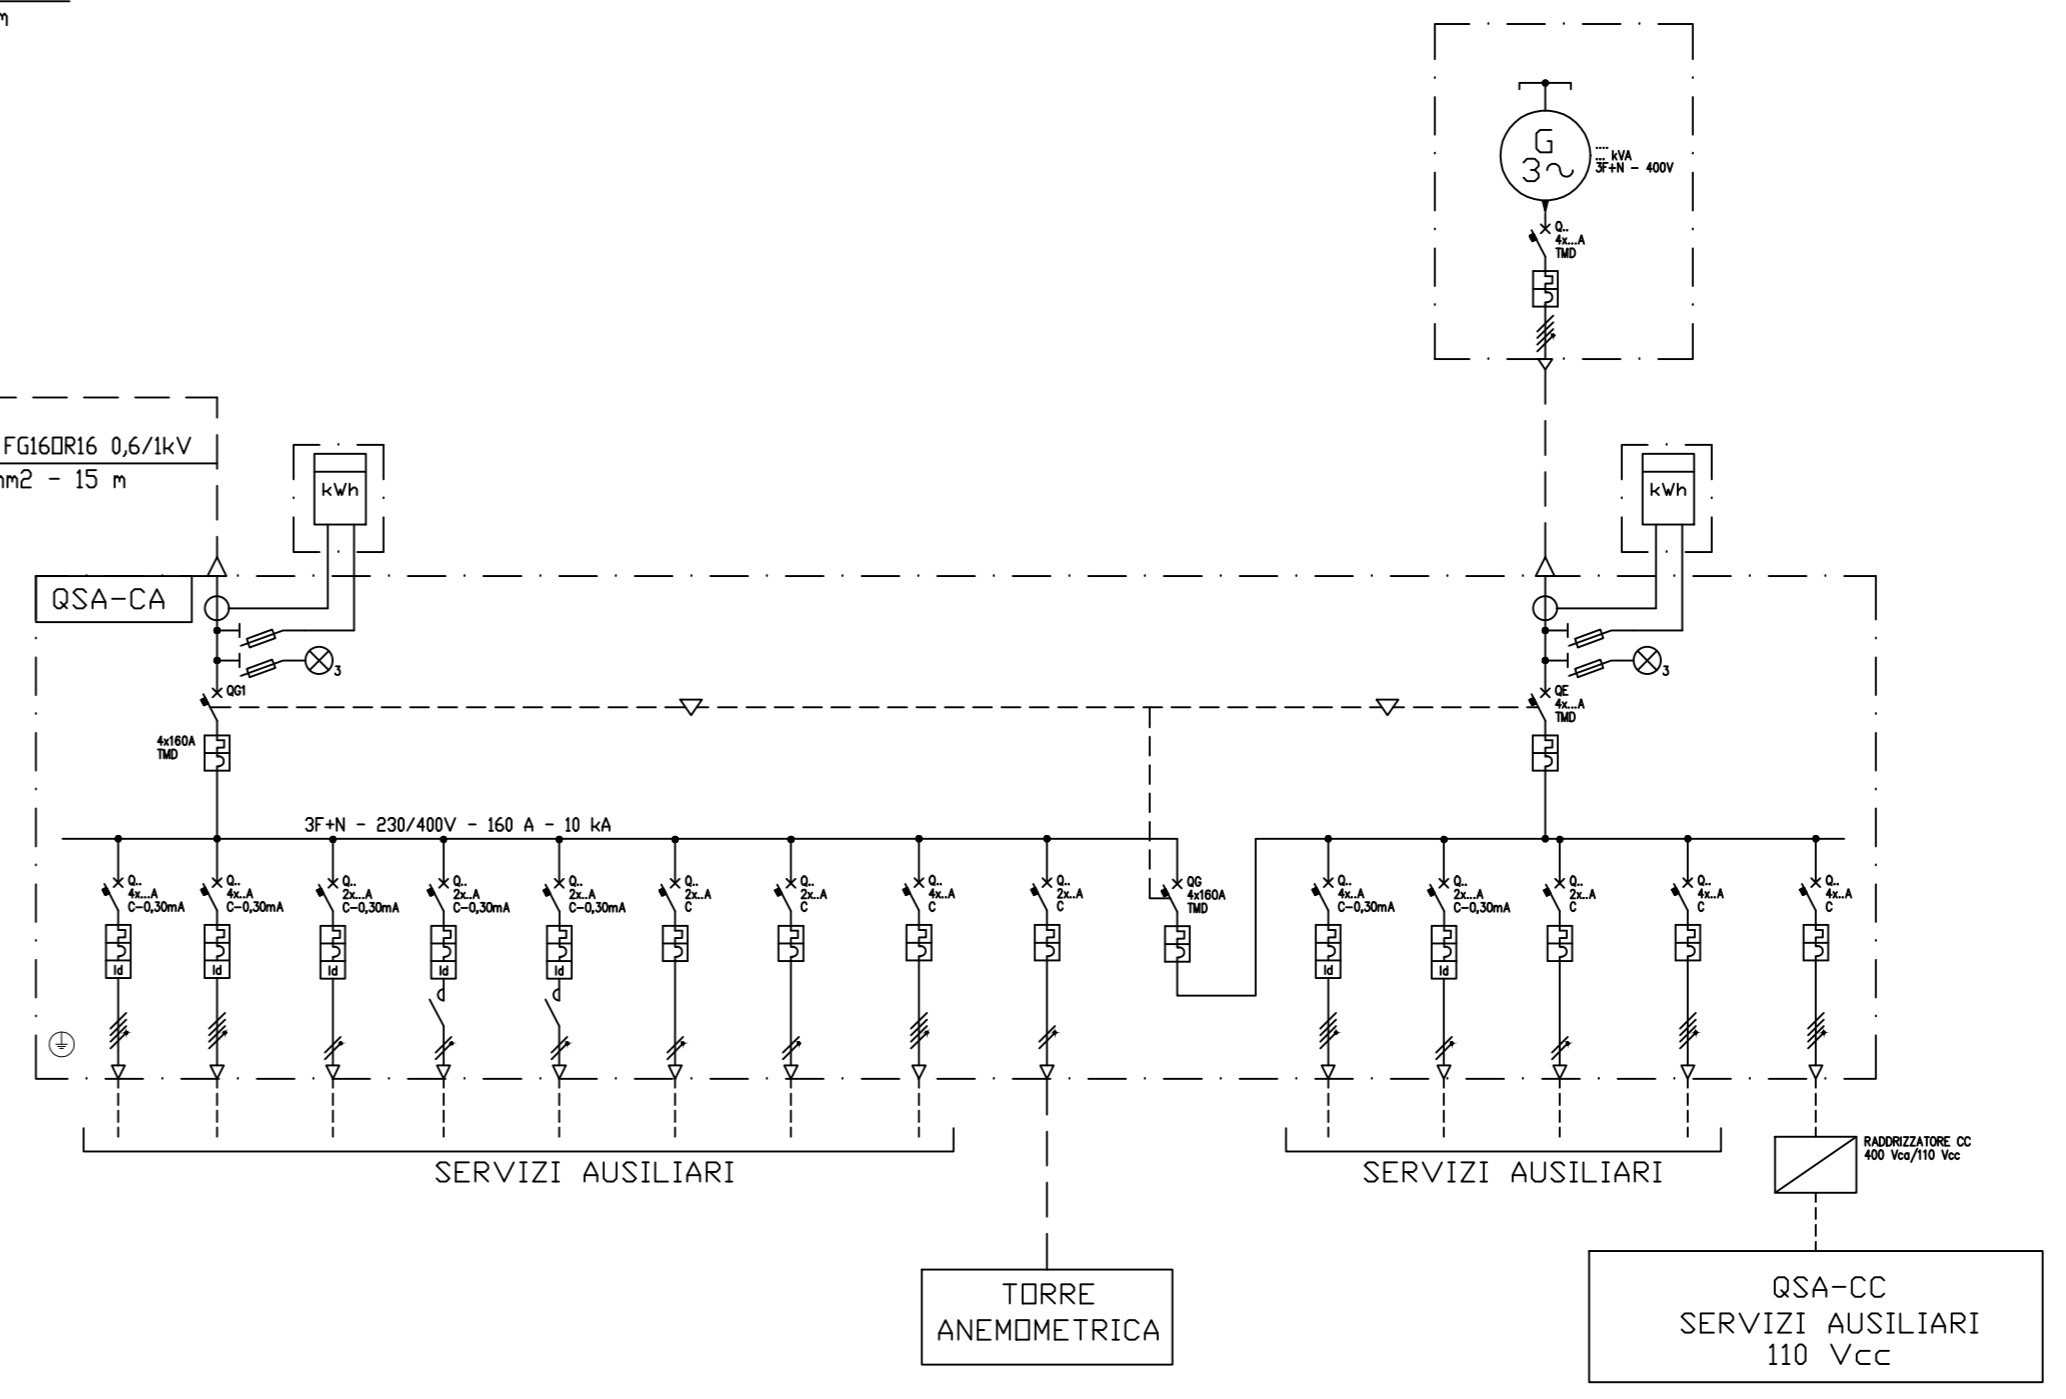 m
G
3~
....
... kVA
3F+N - 400V
Q..
4x...A
TMD
FG16OR16 0,6/1kV
mm2 - 15 m
kWh
kWh
QSA-CA
3
3
QG1
QE
4x...A
TMD
4x160A
TMD
3F+N - 230/400V - 160 A - 10 kA
Q..
4x...A
C-0,30mA
Q..
4x...A
C-0,30mA
Q..
2x...A
C-0,30mA
Q..
2x...A
C-0,30mA
Q..
2x...A
C-0,30mA
Q..
2x..A
C
Q..
2x..A
C
Q..
4x..A
C
Q..
2x..A
C
QG
4x160A
TMD
Q..
4x...A
C-0,30mA
Q..
2x...A
C-0,30mA
Q..
2x..A
C
Q..
4x..A
C
Q..
4x..A
C
Id
Id
Id
Id
Id
Id
Id
SERVIZI AUSILIARI
SERVIZI AUSILIARI
RADDRIZZATORE CC
400 Vca/110 Vcc
TORRE
ANEMOMETRICA
QSA-CC
SERVIZI AUSILIARI
110 Vcc